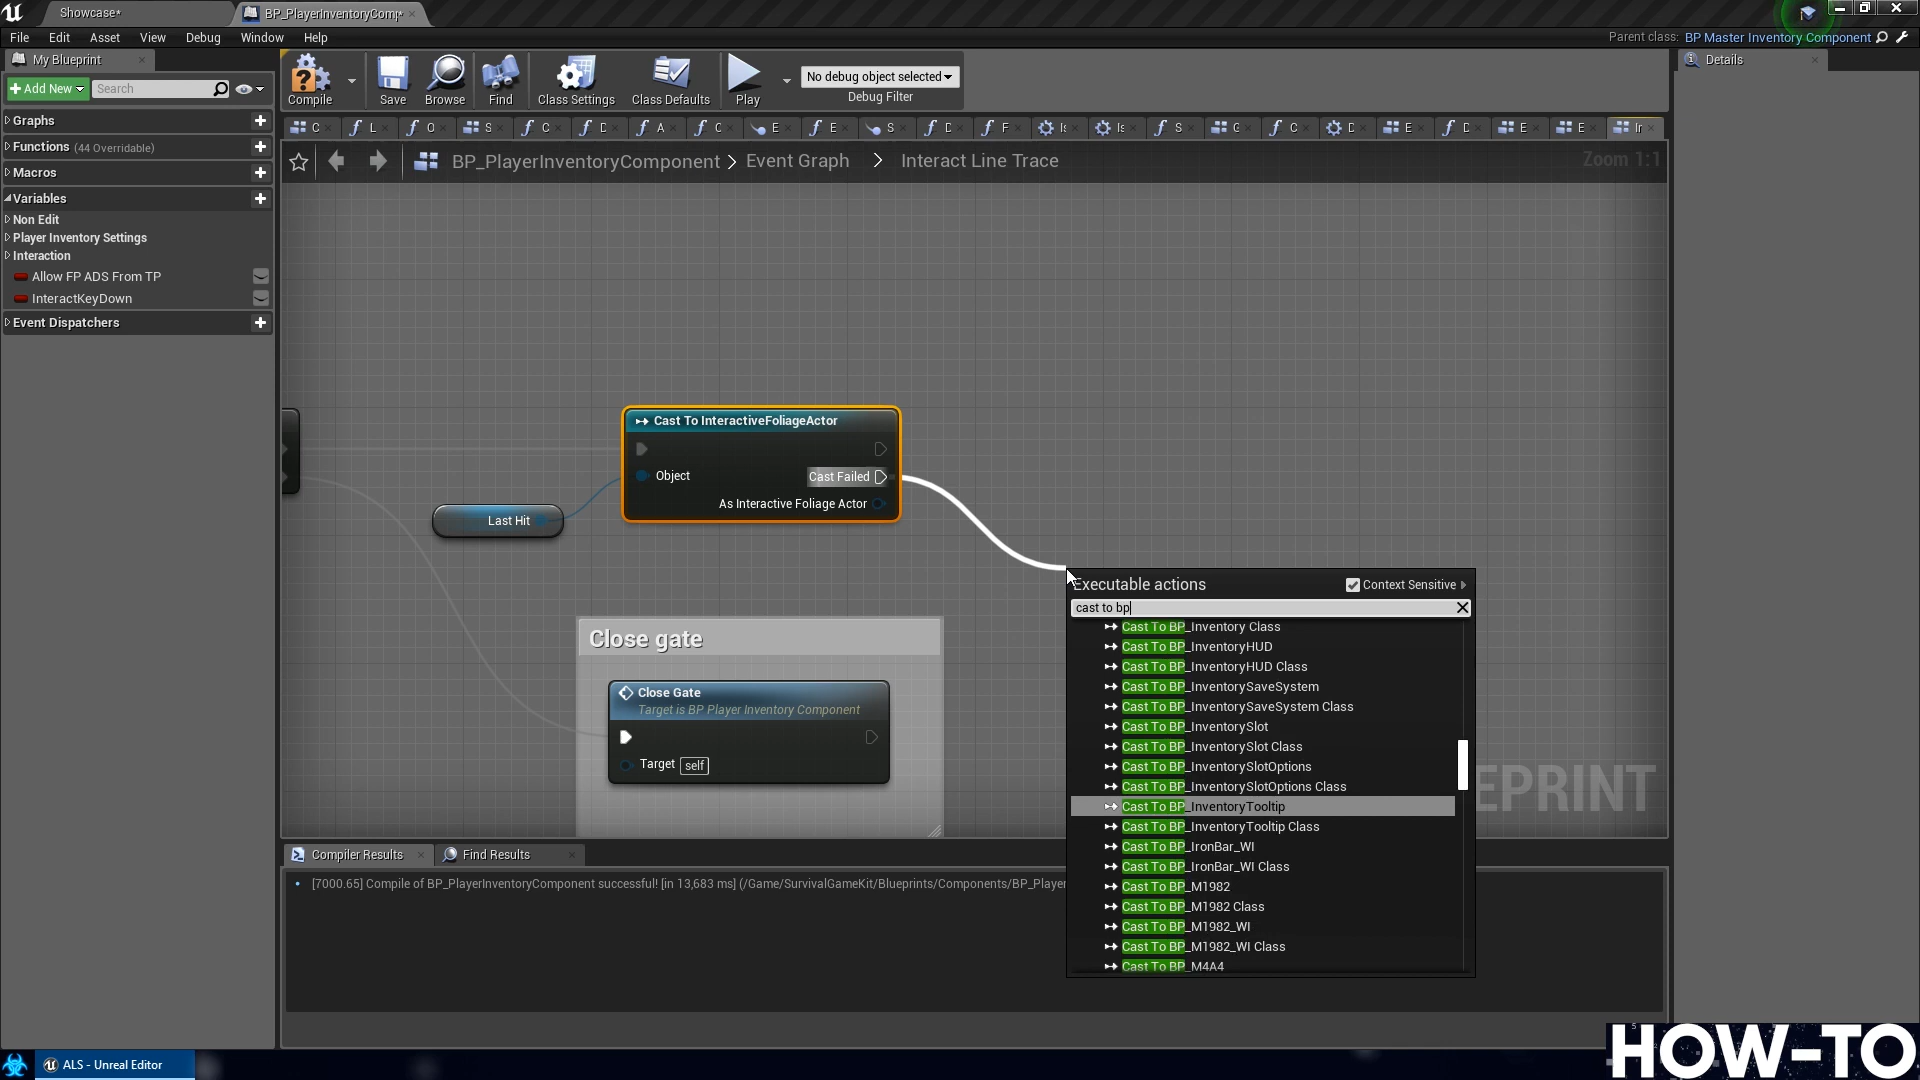 Showcase*
BP_PlayerInventoryComp*
File Edit Asset View Debug Window Help
Parent class: BP Master Inventory Component
My Blueprint
Details
+ Add New
Search
Compile
Save
Browse
Find
Class Settings
Class Defaults
Play
No debug object selected
Debug Filter
Graphs
Functions (44 Overridable)
Macros
Variables
Non Edit
Player Inventory Settings
Interaction
Allow FP ADS From TP
InteractKeyDown
Event Dispatchers
BP_PlayerInventoryComponent > Event Graph > Interact Line Trace
Zoom 1:1
Cast To InteractiveFoliageActor
Object
Cast Failed
As Interactive Foliage Actor
Last Hit
Close gate
Close Gate
Target is BP Player Inventory Component
Target self
Executable actions
Context Sensitive
cast to bp
Cast To BP_Inventory Class
Cast To BP_InventoryHUD
Cast To BP_InventoryHUD Class
Cast To BP_InventorySaveSystem
Cast To BP_InventorySaveSystem Class
Cast To BP_InventorySlot
Cast To BP_InventorySlot Class
Cast To BP_InventorySlotOptions
Cast To BP_InventorySlotOptions Class
Cast To BP_InventoryTooltip
Cast To BP_InventoryTooltip Class
Cast To BP_IronBar_WI
Cast To BP_IronBar_WI Class
Cast To BP_M1982
Cast To BP_M1982 Class
Cast To BP_M1982_WI
Cast To BP_M1982_WI Class
Cast To BP_M4A4
EPRINT
Compiler Results
Find Results
[7000.65] Compile of BP_PlayerInventoryComponent successful! [in 13,683 ms] (/Game/SurvivalGameKit/Blueprints/Components/BP_Player
ALS - Unreal Editor
HOW-TO